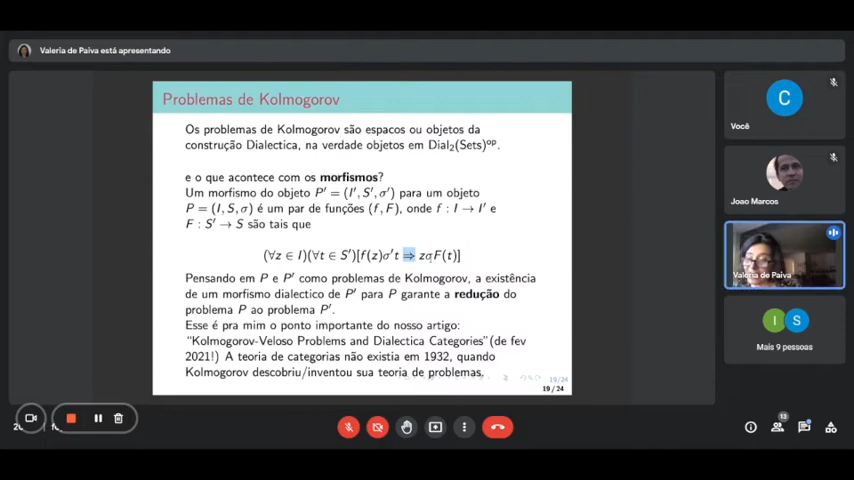 Valeria de Paiva está apresentando
Problemas de Kolmogorov
Os problemas de Kolmogorov são espacos ou objetos da
construção Dialectica, na verdade objetos em Dial₂(Sets)ᵒᵖ.
e o que acontece com os morfismos?
Um morfismo do objeto P′ = (I′, S′, σ′) para um objeto
P = (I, S, σ) é um par de funções (f, F), onde f : I → I′ e
F : S′ → S são tais que
(∀z ∈ I)(∀t ∈ S′)[f(z)σ′t ⇒ zσF(t)]
Pensando em P e P′ como problemas de Kolmogorov, a existência
de um morfismo dialectico de P′ para P garante a redução do
problema P ao problema P′.
Esse é pra mim o ponto importante do nosso artigo:
“Kolmogorov-Veloso Problems and Dialectica Categories”(de fev
2021!) A teoria de categorias não existia em 1932, quando
Kolmogorov descobriu/inventou sua teoria de problemas.
19/24
19 / 24
C
Você
Joao Marcos
Valeria de Paiva
I S
Mais 9 pessoas
13